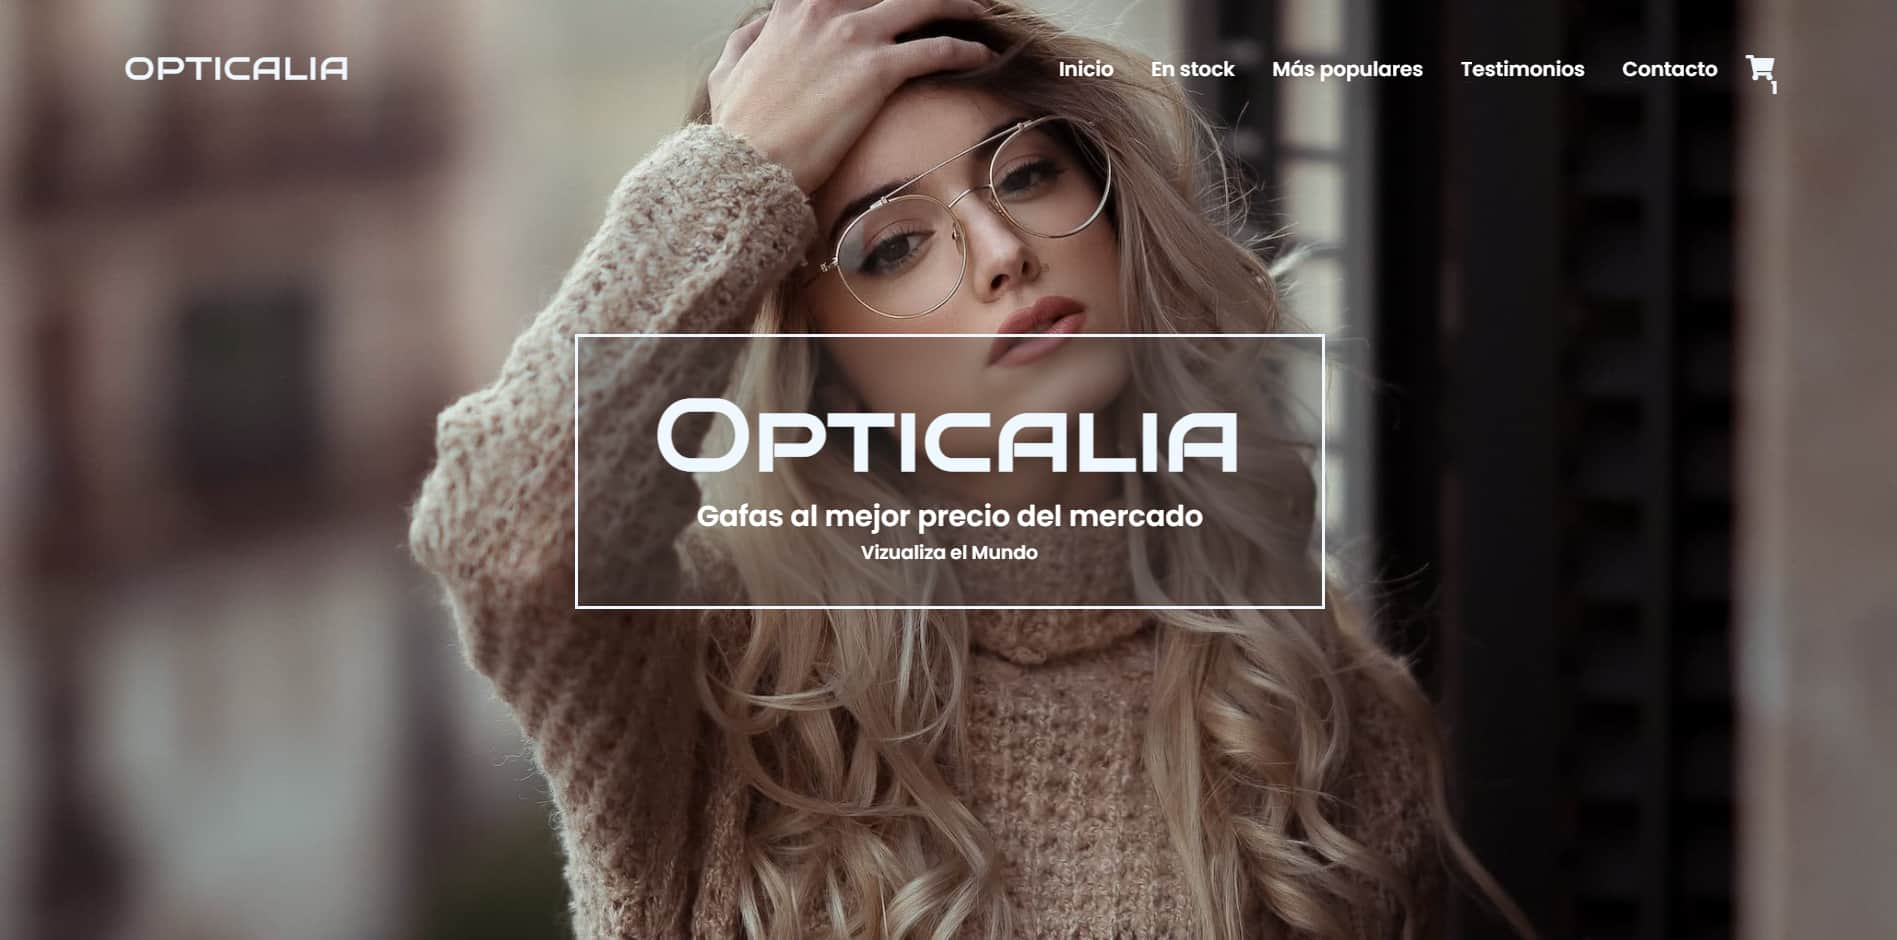 OPTICALIA
Inicio En stock Más populares Testimonios Contacto 1
OPTICALIA
Gafas al mejor precio del mercado
Vizualiza el Mundo